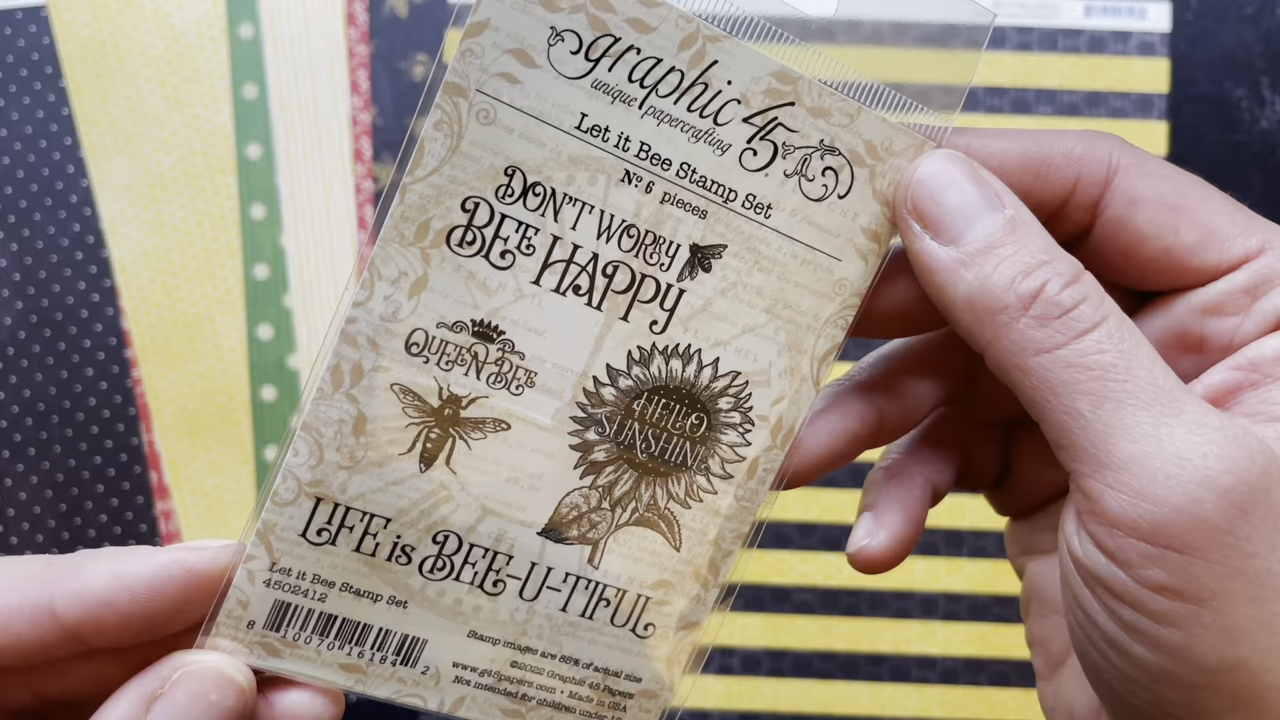 graphic 45
unique papercrafting
Let it Bee Stamp Set
Nº 6 pieces
DON'T WORRY
BEE HAPPY
QUEEN BEE
HELLO
SUNSHINE
LIFE is BEE-U-TIFUL
Let it Bee Stamp Set
4502412
8 10070 16184 2
Stamp images are 85% of actual size
©2022 Graphic 45 Papers
www.g45papers.com • Made in USA
Not intended for children under